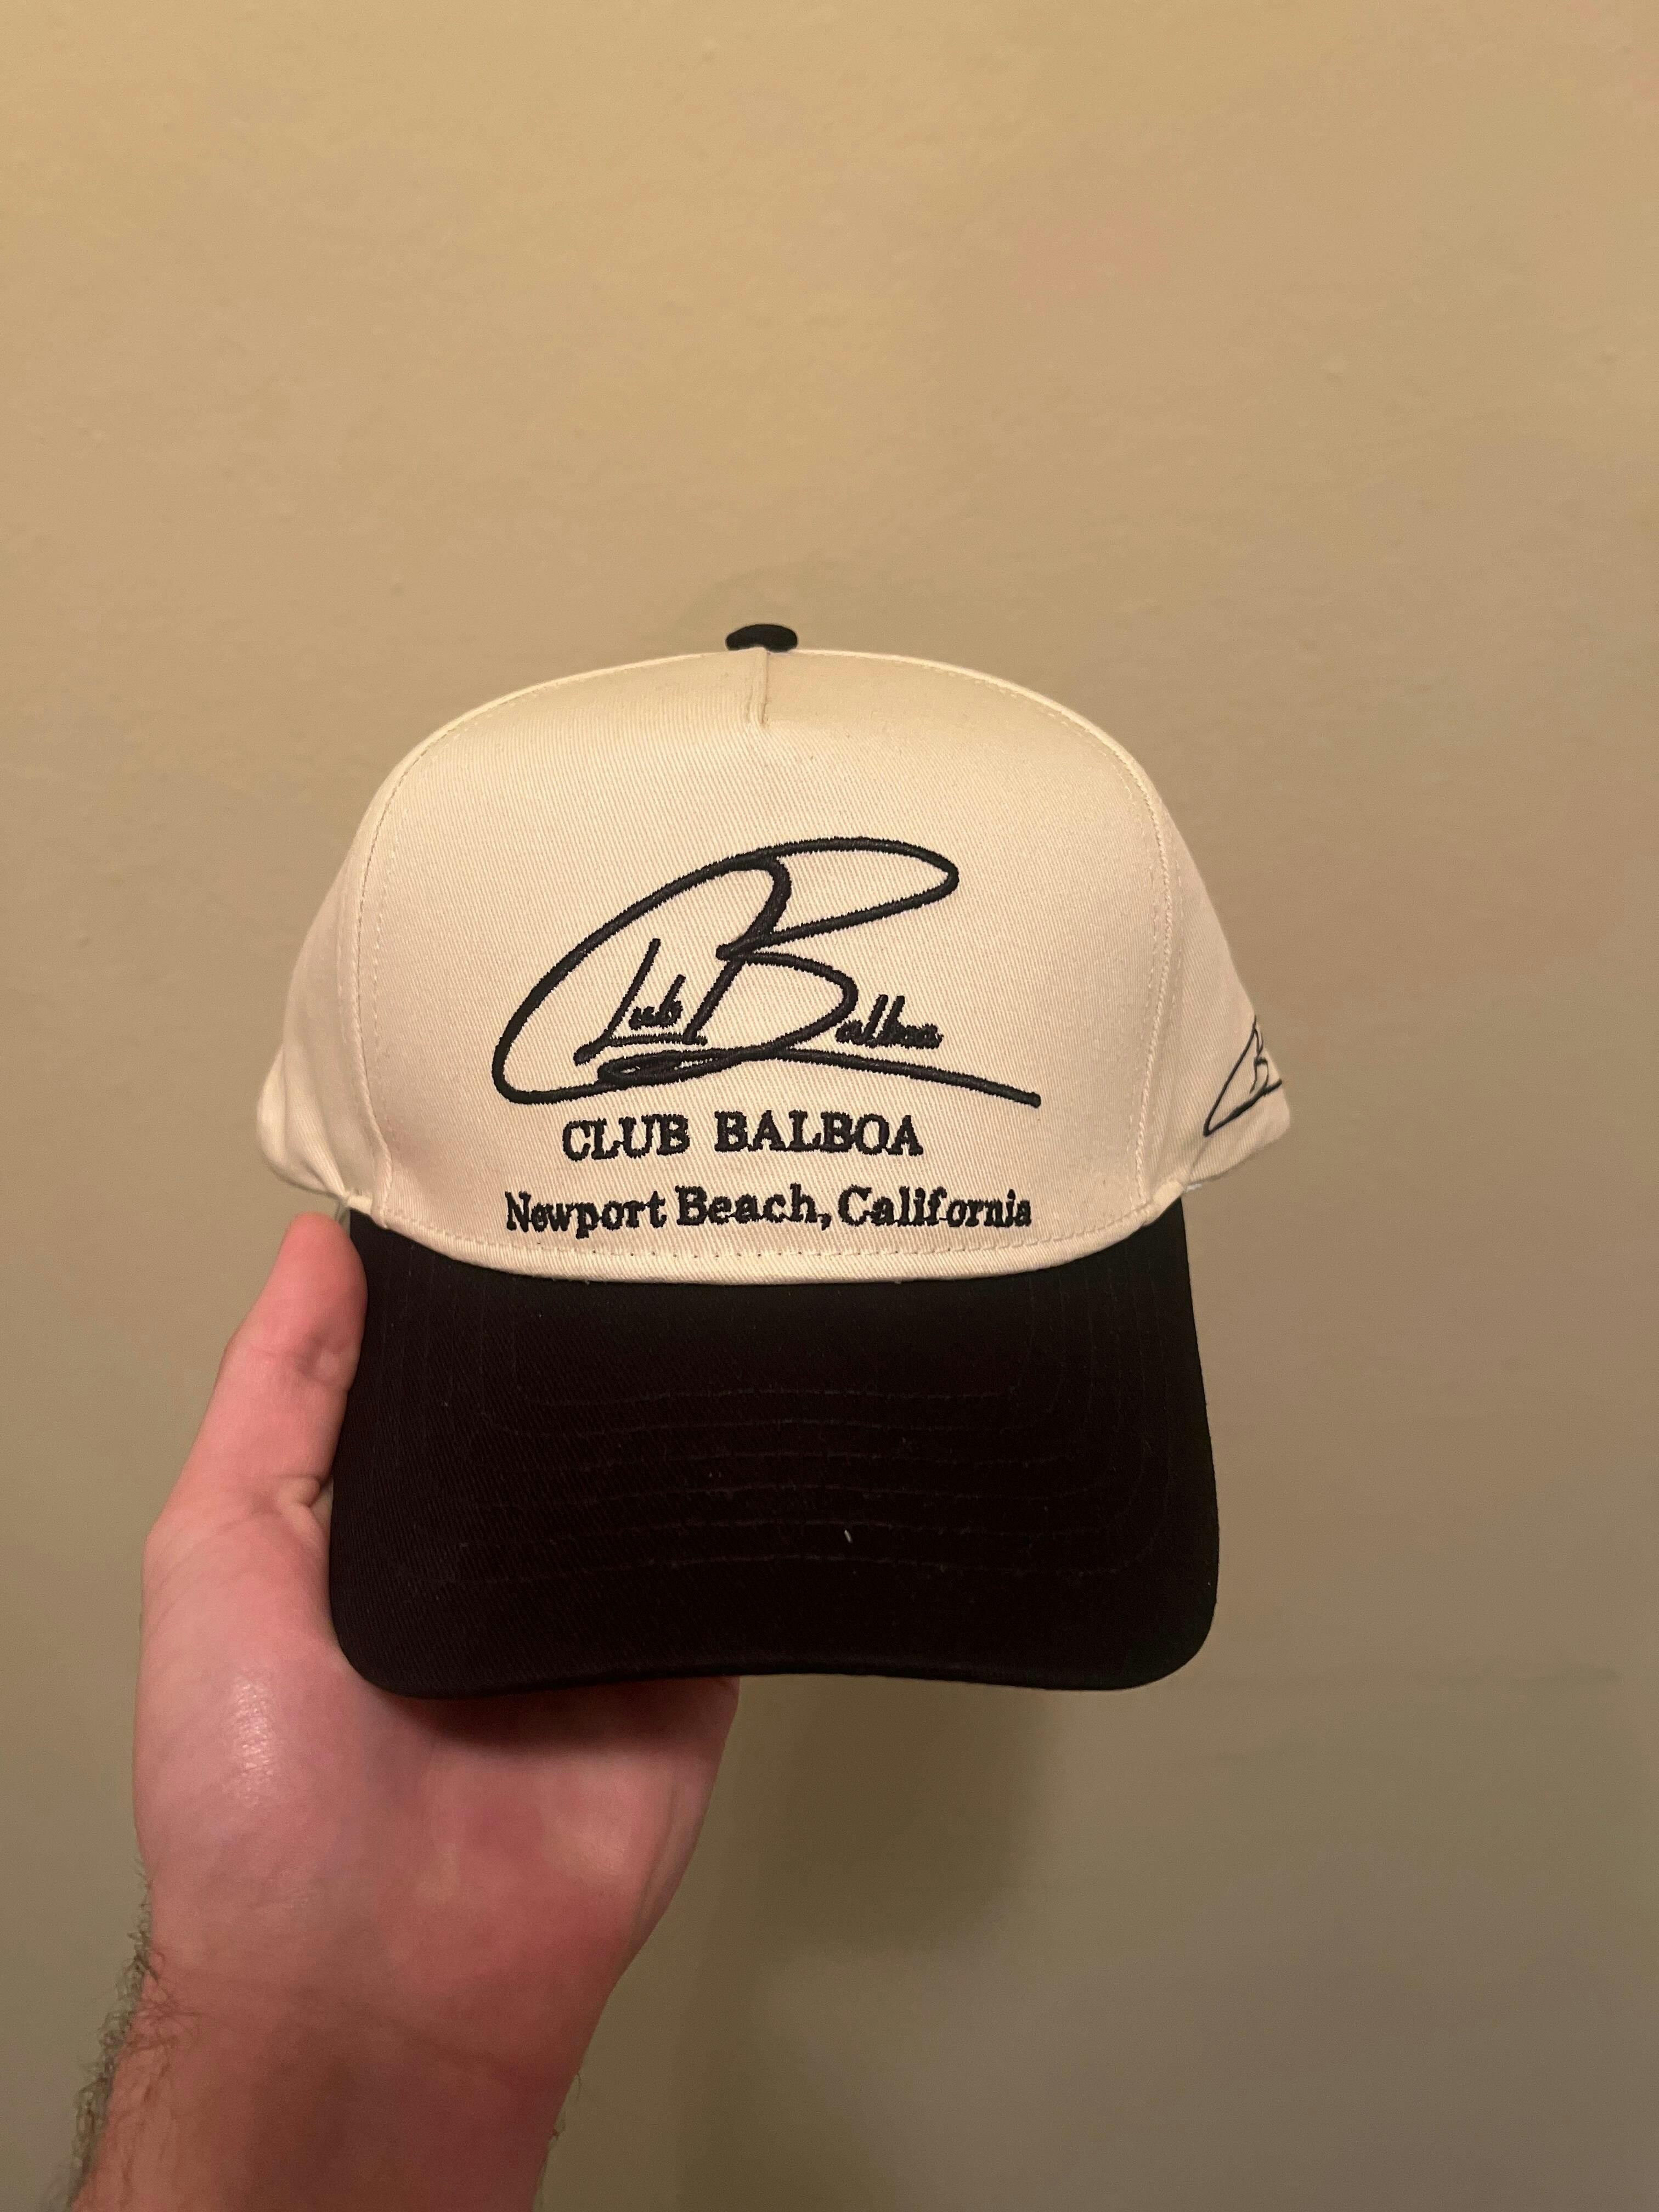 Club Balboa
CLUB BALBOA
Newport Beach, California